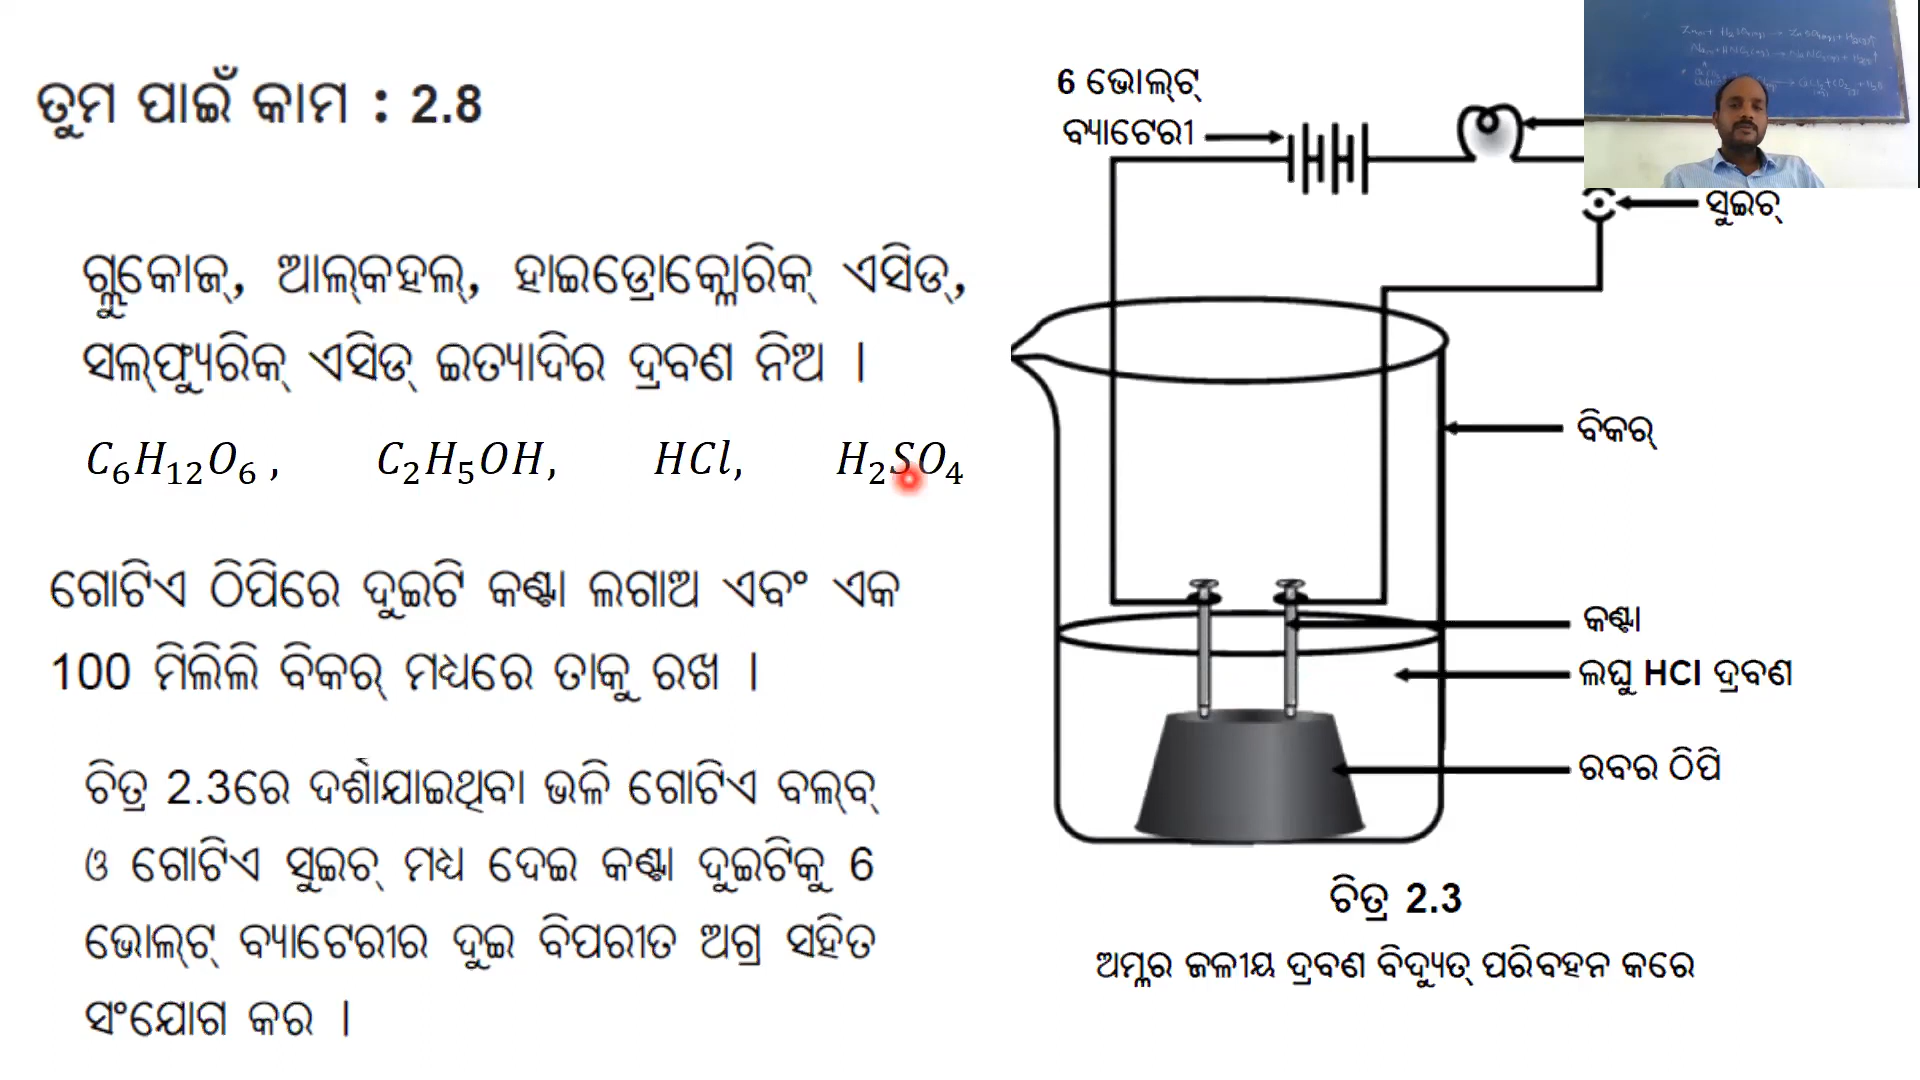 ତୁମ ପାଇଁ କାମ : 2.8
ଗ୍ଲୁକୋଜ୍, ଆଲ୍‌କହଲ୍, ହାଇଡ୍ରୋକ୍ଲୋରିକ୍ ଏସିଡ୍,
ସଲ୍‌ଫ୍ୟୁରିକ୍ ଏସିଡ୍ ଇତ୍ୟାଦିର ଦ୍ରବଣ ନିଅ ।
C₆H₁₂O₆ , C₂H₅OH, HCl, H₂SO₄
ଗୋଟିଏ ଠିପିରେ ଦୁଇଟି କଣ୍ଟା ଲଗାଅ ଏବଂ ଏକ
100 ମିଲିଲି ବିକର୍ ମଧ୍ୟରେ ତାକୁ ରଖ ।
ଚିତ୍ର 2.3ରେ ଦର୍ଶାଯାଇଥିବା ଭଳି ଗୋଟିଏ ବଲ୍‌ବ୍
ଓ ଗୋଟିଏ ସୁଇଚ୍ ମଧ୍ୟ ଦେଇ କଣ୍ଟା ଦୁଇଟିକୁ 6
ଭୋଲ୍‌ଟ୍ ବ୍ୟାଟେରୀର ଦୁଇ ବିପରୀତ ଅଗ୍ର ସହିତ
ସଂଯୋଗ କର ।
6 ଭୋଲ୍‌ଟ୍
ବ୍ୟାଟେରୀ
ସୁଇଚ୍
ବିକର୍
କଣ୍ଟା
ଲଘୁ HCl ଦ୍ରବଣ
ରବର ଠିପି
ଚିତ୍ର 2.3
ଅମ୍ଳର ଜଳୀୟ ଦ୍ରବଣ ବିଦ୍ୟୁତ୍ ପରିବହନ କରେ